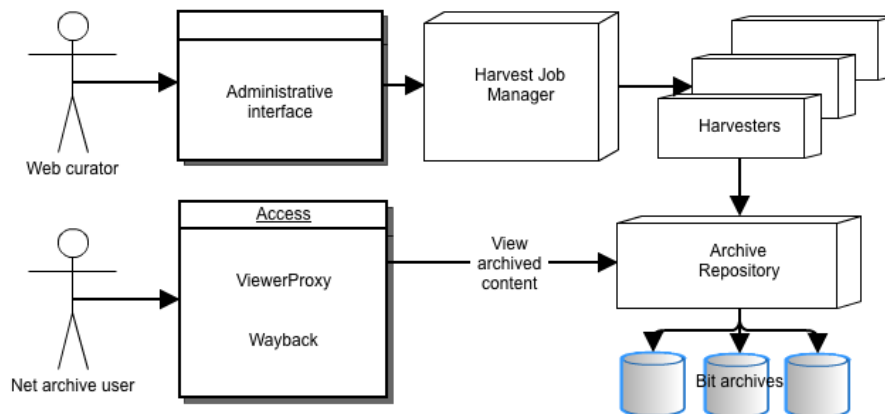 Administrative
interface
Harvest Job
Manager
Harvesters
Web curator
Access
ViewerProxy
Wayback
View
archived
content
Archive
Repository
Net archive user
Bit archives